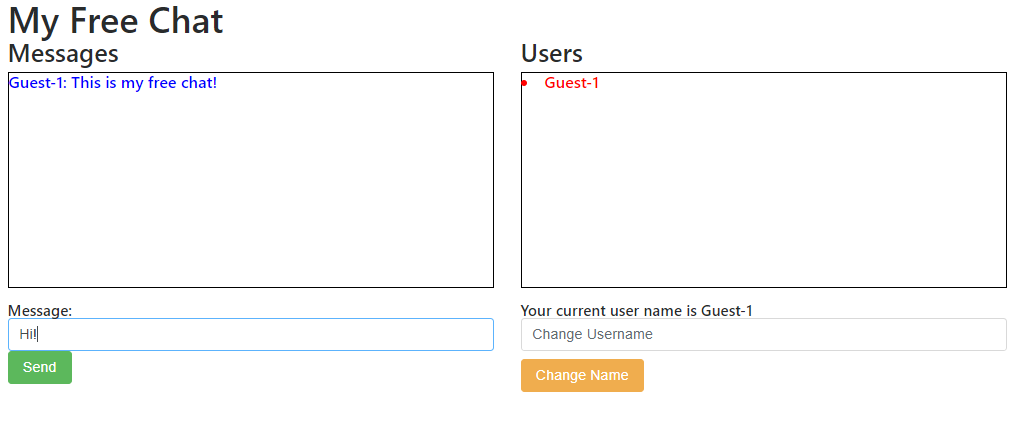 My Free Chat
Messages
Guest-1: This is my free chat!
Message:
Hi!
Send
Users
Guest-1
Your current user name is Guest-1
Change Username
Change Name